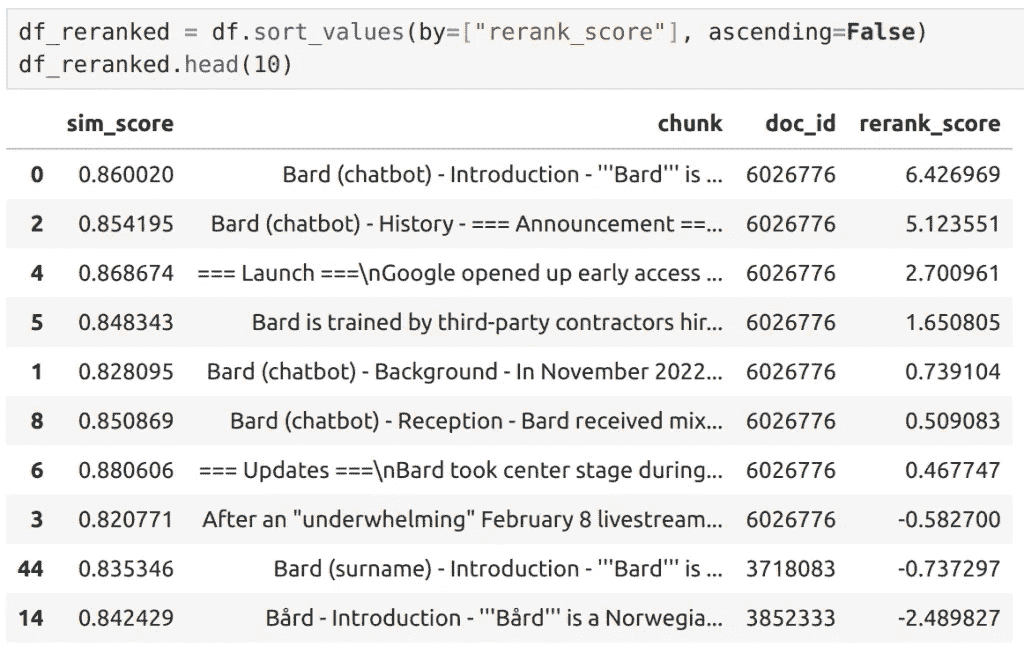 df_reranked = df.sort_values(by=["rerank_score"], ascending=False)
df_reranked.head(10)
sim_score chunk doc_id rerank_score
0 0.860020 Bard (chatbot) - Introduction - '''Bard''' is ... 6026776 6.426969
2 0.854195 Bard (chatbot) - History - === Announcement ==... 6026776 5.123551
4 0.868674 === Launch ===\nGoogle opened up early access ... 6026776 2.700961
5 0.848343 Bard is trained by third-party contractors hir... 6026776 1.650805
1 0.828095 Bard (chatbot) - Background - In November 2022... 6026776 0.739104
8 0.850869 Bard (chatbot) - Reception - Bard received mix... 6026776 0.509083
6 0.880606 === Updates ===\nBard took center stage during... 6026776 0.467747
3 0.820771 After an "underwhelming" February 8 livestream... 6026776 -0.582700
44 0.835346 Bard (surname) - Introduction - '''Bard''' is ... 3718083 -0.737297
14 0.842429 Bård - Introduction - '''Bård''' is a Norwegia... 3852333 -2.489827